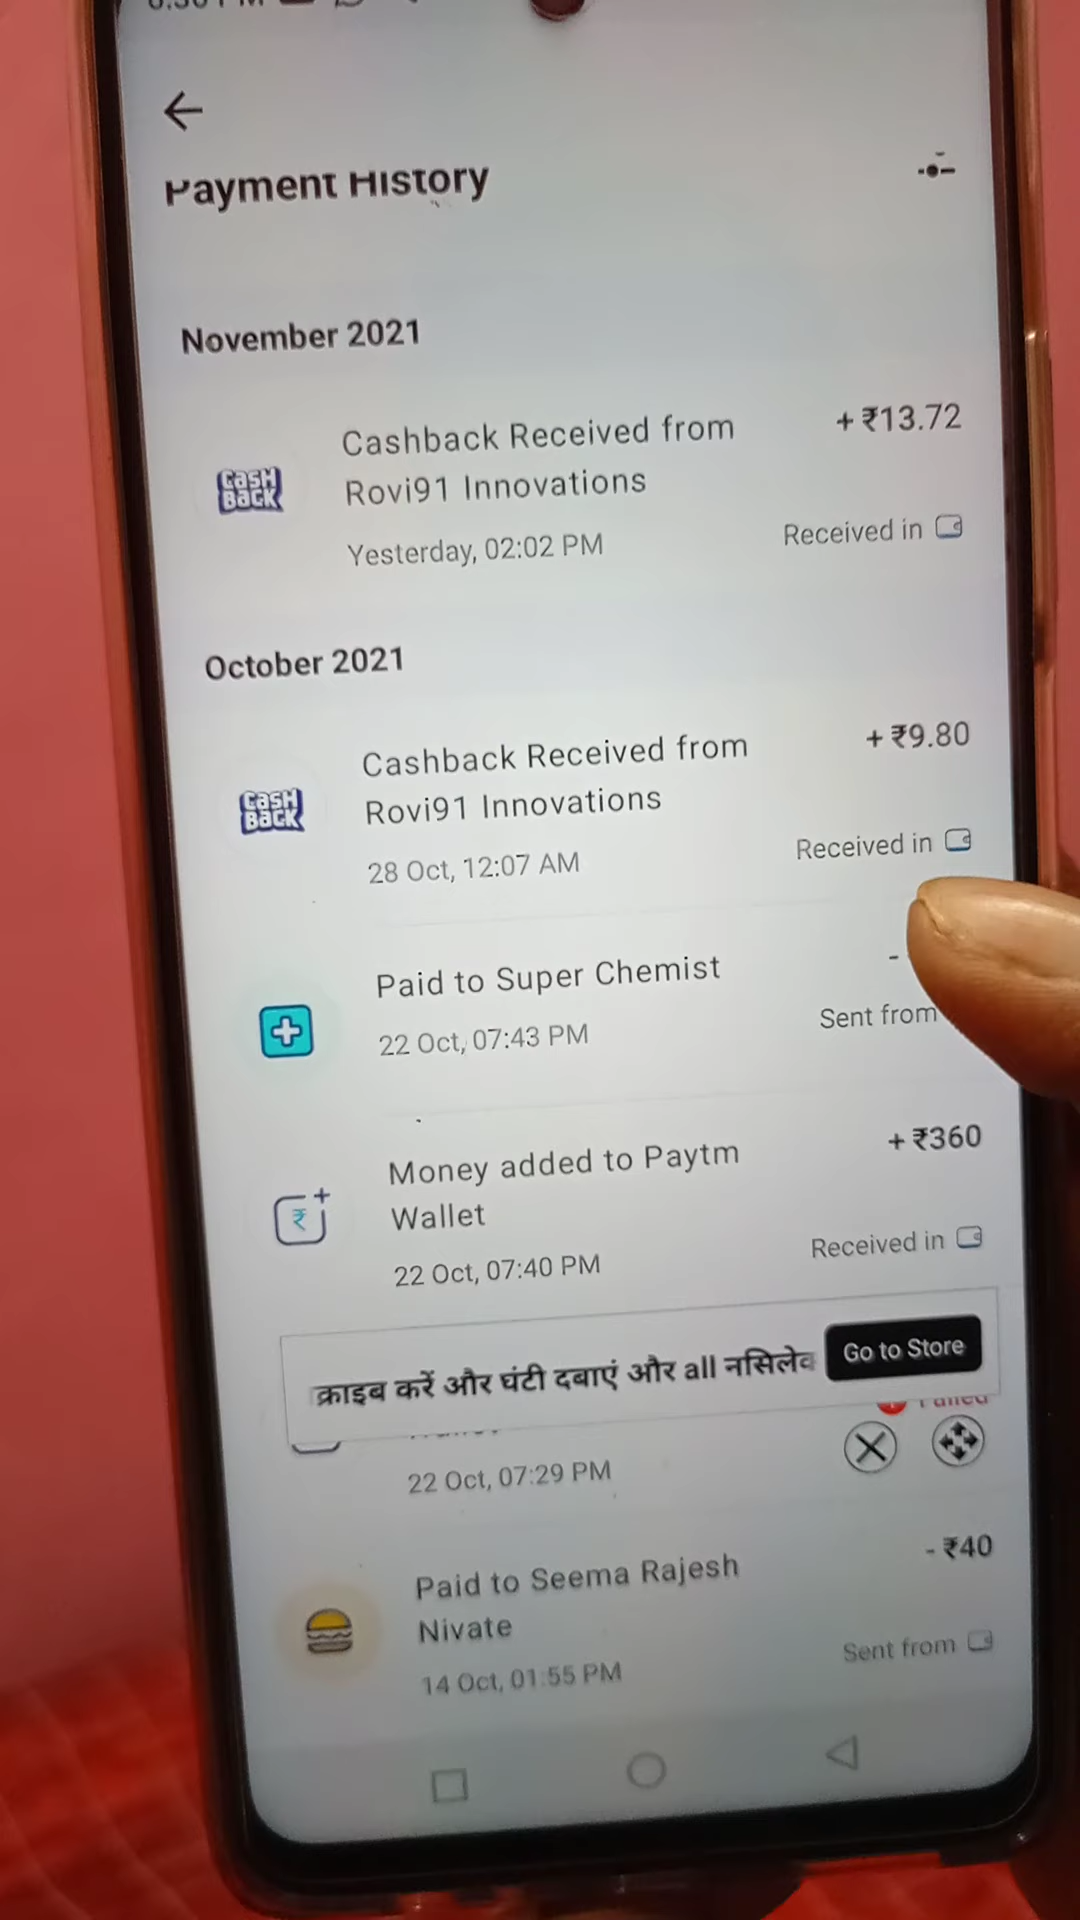 Payment History
November 2021
Cashback Received from
Rovi91 Innovations
+ ₹13.72
Yesterday, 02:02 PM
Received in
CASH
BACK
October 2021
Cashback Received from
Rovi91 Innovations
+ ₹9.80
28 Oct, 12:07 AM
Received in
CASH
BACK
Paid to Super Chemist
-
22 Oct, 07:43 PM
Sent from
Money added to Paytm
Wallet
+ ₹360
22 Oct, 07:40 PM
Received in
क्राइब करें और घंटी दबाएं और all
Go to Store
22 Oct, 07:29 PM
Paid to Seema Rajesh
Nivate
- ₹40
14 Oct, 01:55 PM
Sent from